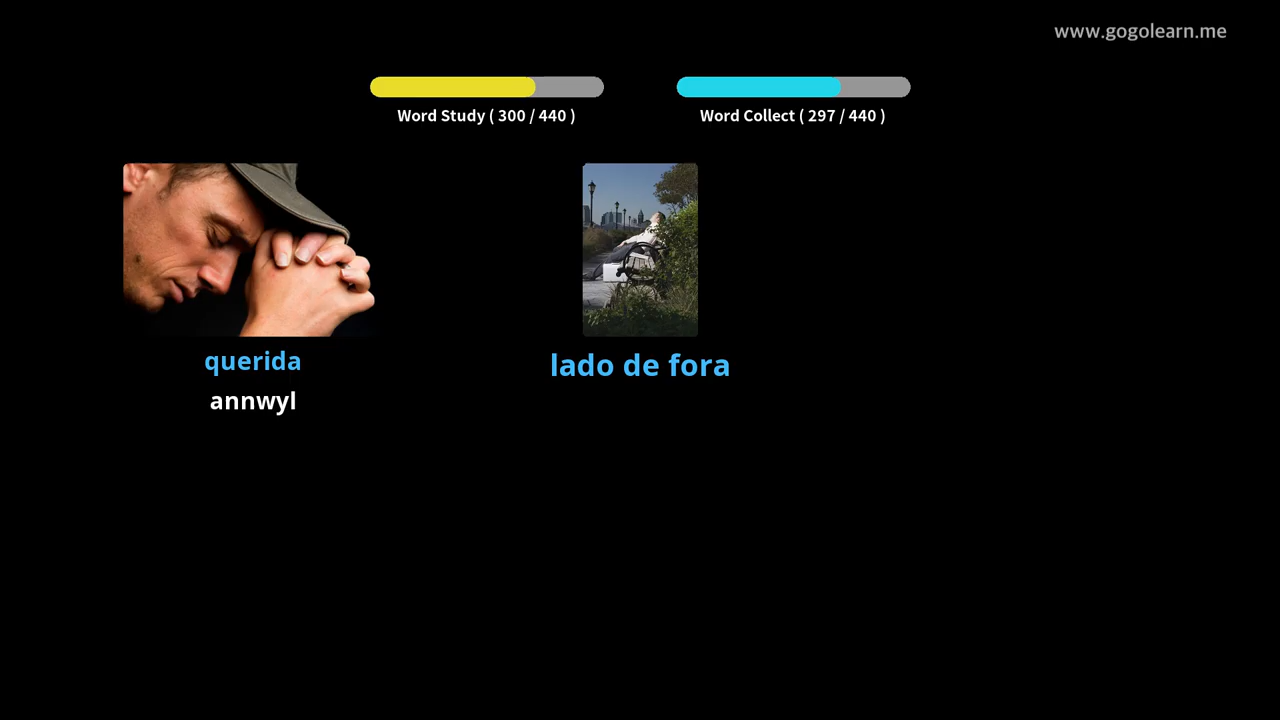 www.gogolearn.me
Word Study ( 300 / 440 )
Word Collect ( 297 / 440 )
querida
annwyl
lado de fora